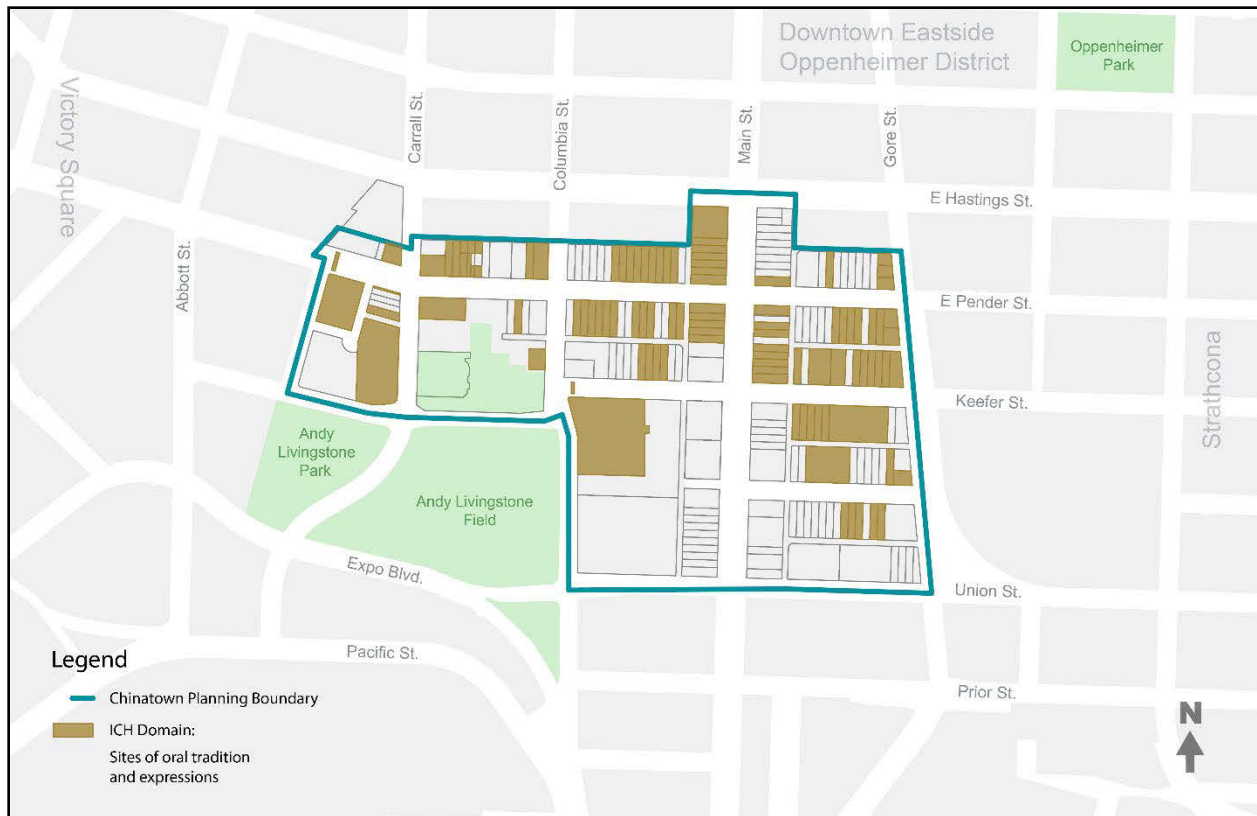 Downtown Eastside
Oppenheimer District
Oppenheimer
Park
Victory Square
Carrall St.
Columbia St.
Main St.
Gore St.
E Hastings St.
Abbott St.
E Pender St.
Keefer St.
Strathcona
Andy
Livingstone
Park
Andy Livingstone
Field
Expo Blvd.
Union St.
Pacific St.
Prior St.
Legend
Chinatown Planning Boundary
ICH Domain:
Sites of oral tradition
and expressions
N